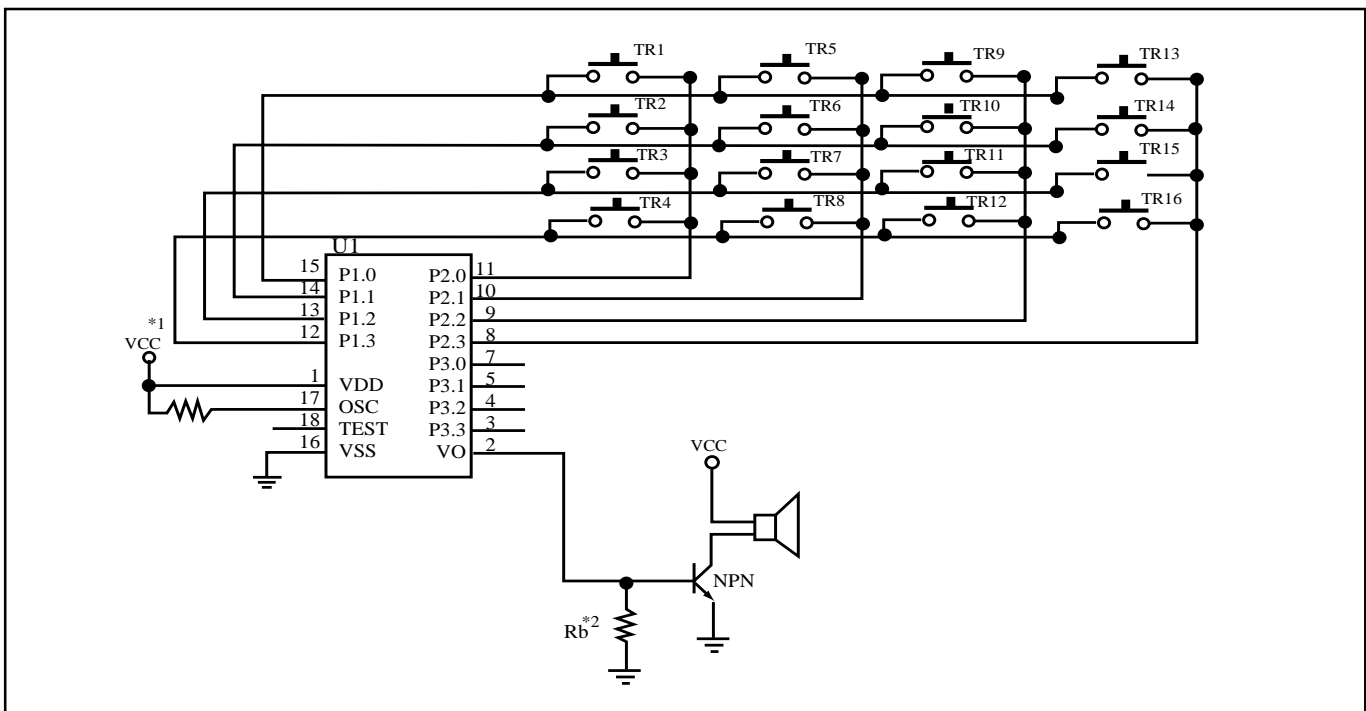 TR1 TR5 TR9 TR13
TR2 TR6 TR10 TR14
TR3 TR7 TR11 TR15
TR4 TR8 TR12 TR16
U1
15 P1.0 P2.0 11
14 P1.1 P2.1 10
13 P1.2 P2.2 9
12 P1.3 P2.3 8
*1
VCC
P3.0 7
1 VDD P3.1 5
17 OSC P3.2 4
18 TEST P3.3 3
16 VSS VO 2
VCC
NPN
Rb*2